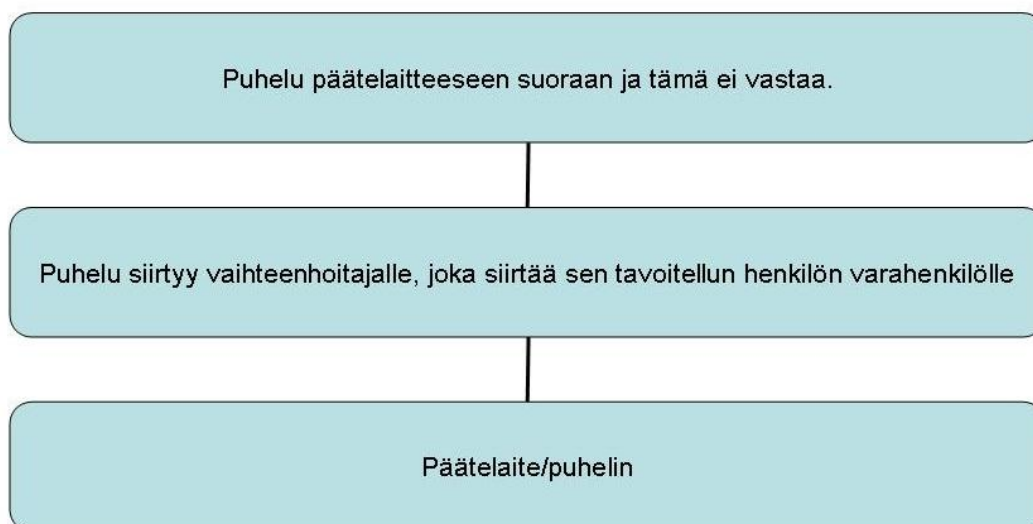 Puhelu päätelaitteeseen suoraan ja tämä ei vastaa.
Puhelu siirtyy vaihteenhoitajalle, joka siirtää sen tavoitellun henkilön varahenkilölle
Päätelaite/puhelin